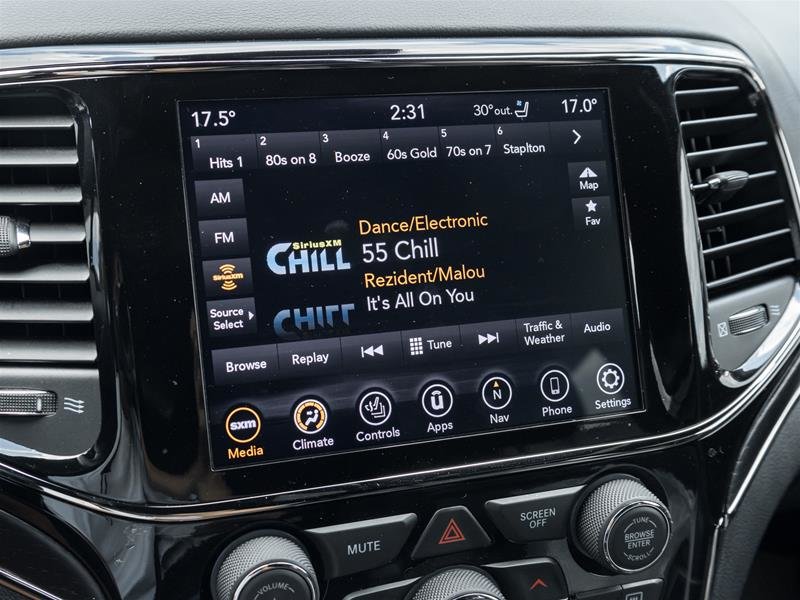 17.5° 2:31 30°out. 17.0°
1 Hits 1
2 80s on 8
3 Booze
4 60s Gold
5 70s on 7
6 Staplton
AM
FM
SiriusXM
Source
Select
Map
Fav
SiriusXM
CHILL
Dance/Electronic
55 Chill
Rezident/Malou
It's All On You
CHILL
Browse
Replay
Tune
Traffic &
Weather
Audio
sxm
Media
Climate
Controls
ū
Apps
N
Nav
Phone
Settings
VOLUME
MUTE
SCREEN
OFF
TUNE
BROWSE
ENTER
SCROLL